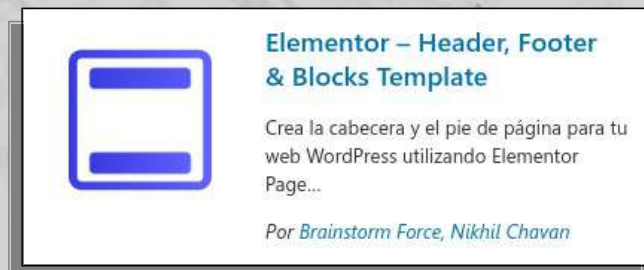 Elementor – Header, Footer
& Blocks Template
Crea la cabecera y el pie de página para tu
web WordPress utilizando Elementor
Page...
Por Brainstorm Force, Nikhil Chavan